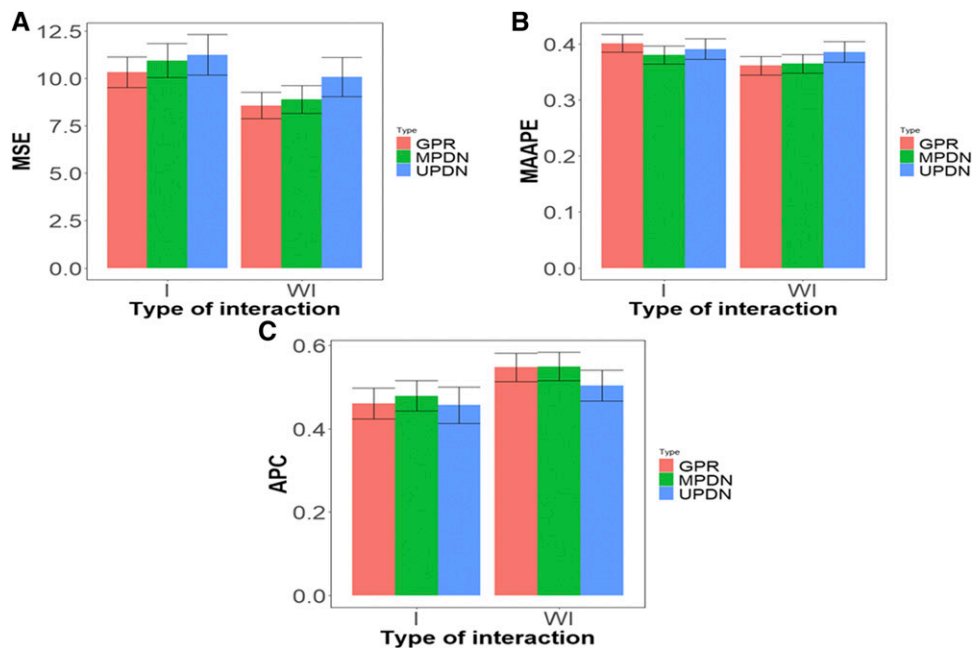 A
MSE
12.5
10.0
7.5
5.0
2.5
0.0
I
WI
Type of interaction
Type
GPR
MPDN
UPDN
B
MAAPE
0.4
0.3
0.2
0.1
0.0
I
WI
Type of interaction
Type
GPR
MPDN
UPDN
C
APC
0.6
0.4
0.2
0.0
I
WI
Type of interaction
Type
GPR
MPDN
UPDN